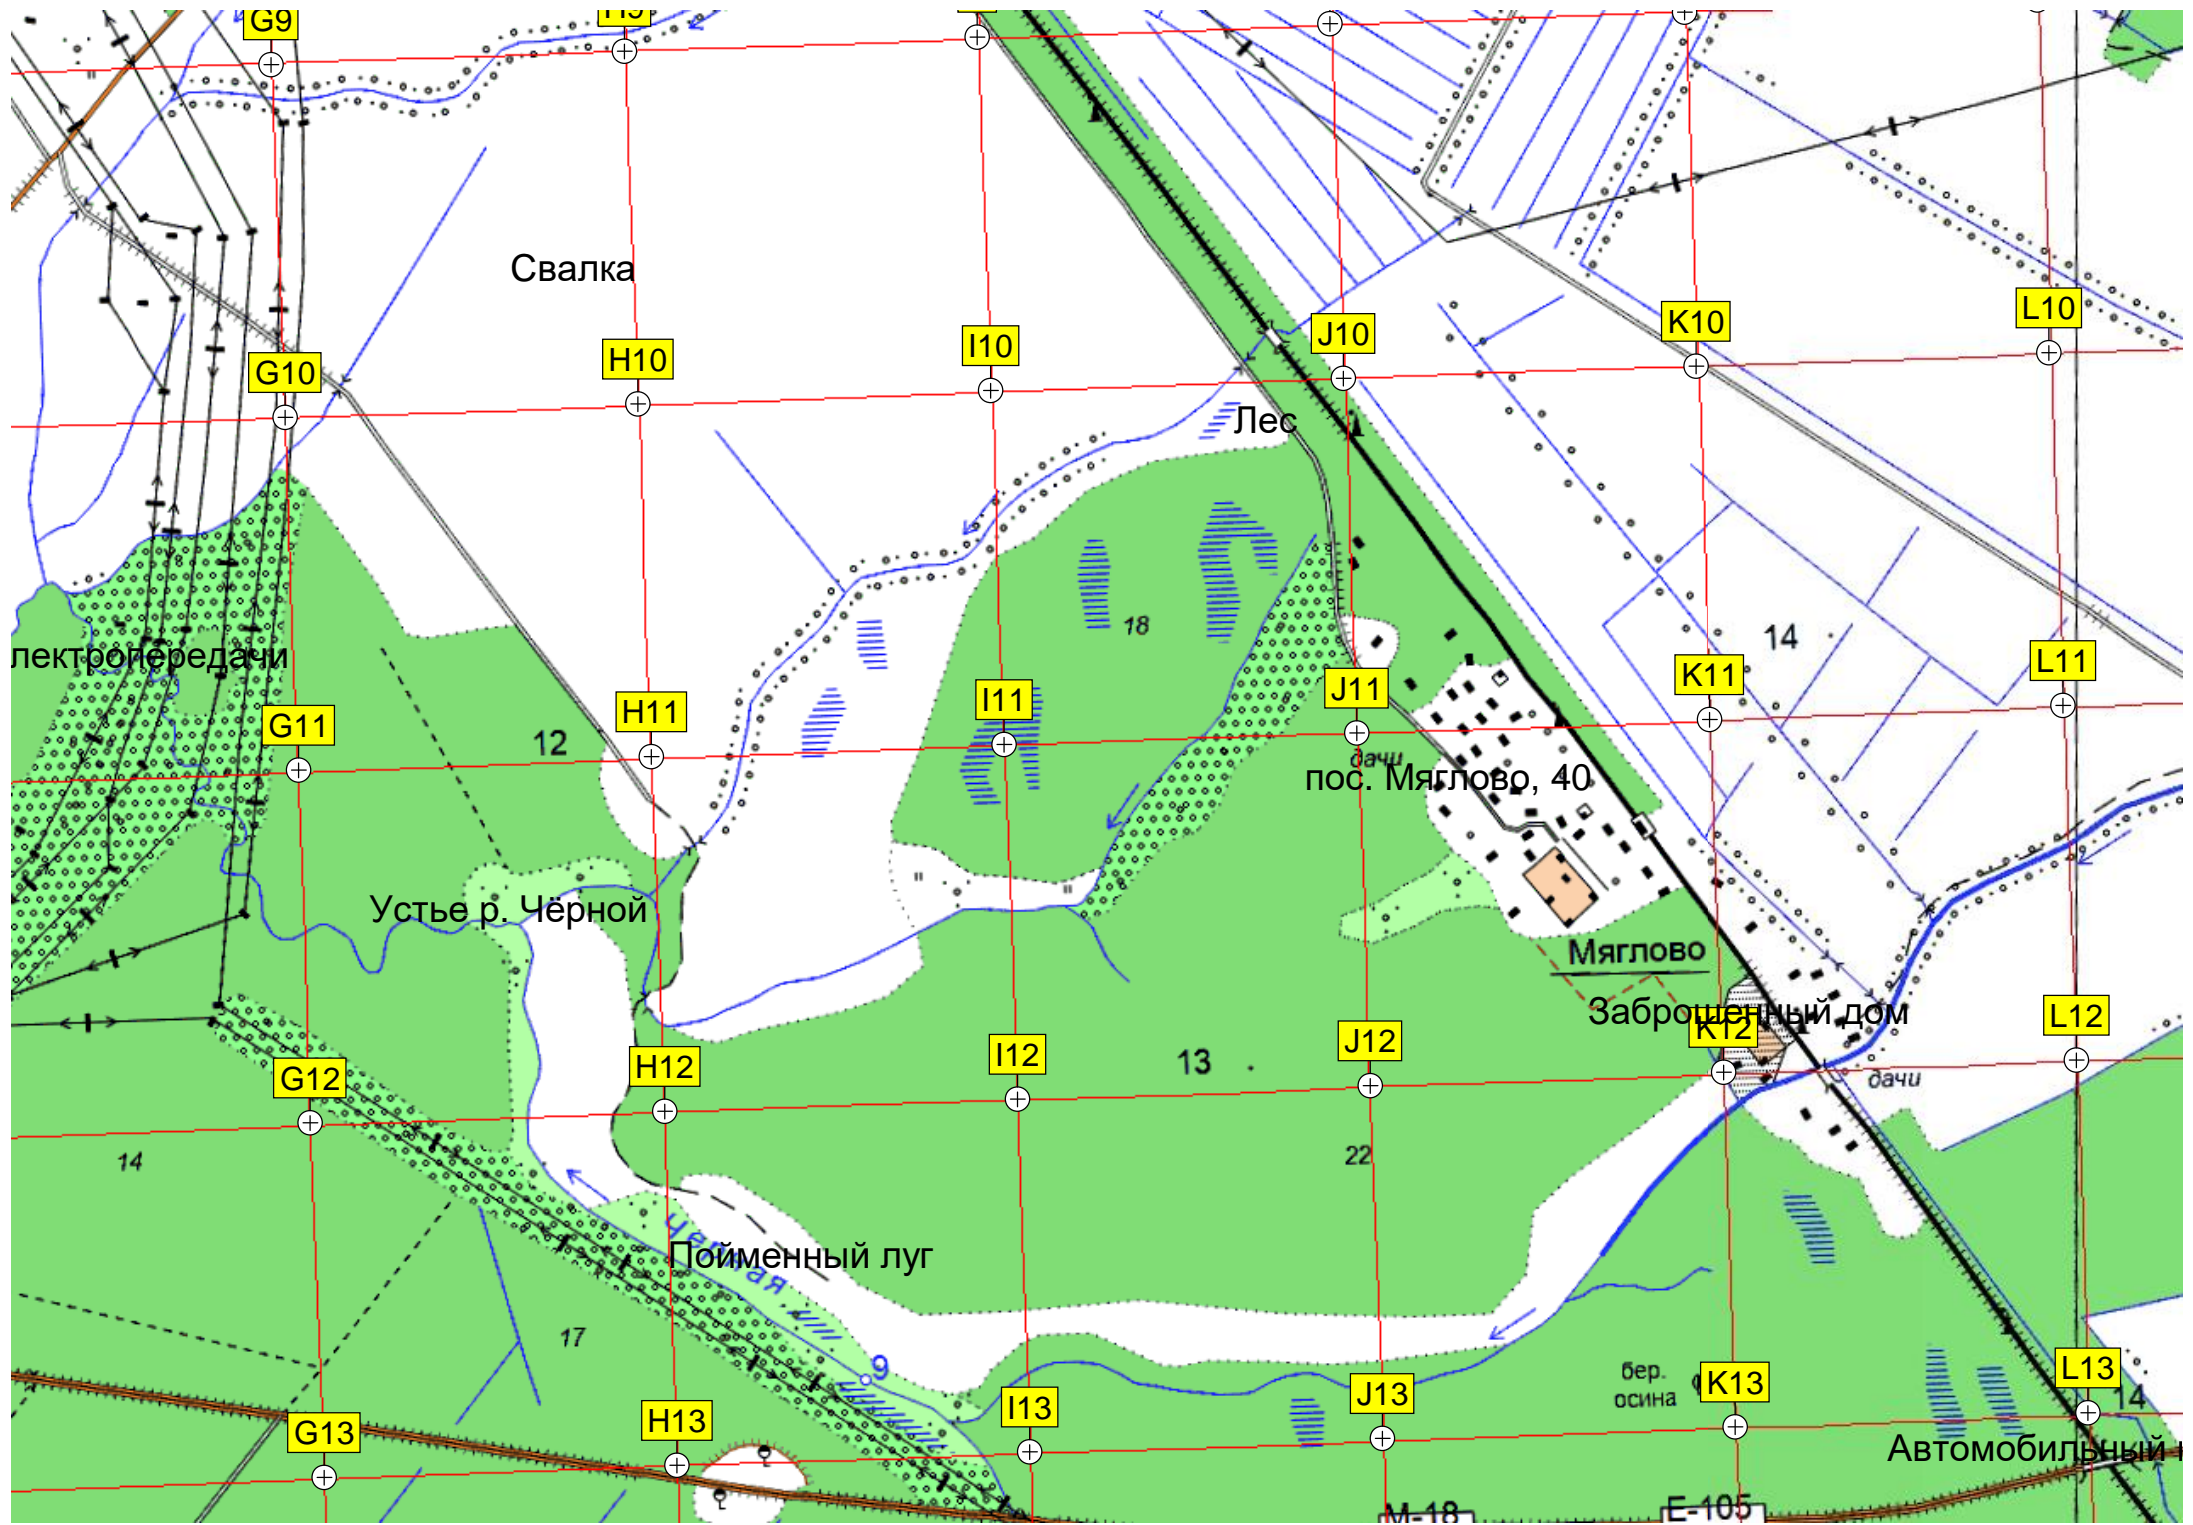 G9
Свалка
G10
H10
I10
J10
K10
L10
Лес
18
14
лектропередачи
G11
12
H11
I11
J11
K11
L11
дачи
пос. Мяглово, 40
Устье р. Чёрной
Мяглово
Заброшенный дом
G12
H12
I12
13
J12
K12
L12
дачи
14
22
Черная
Пойменный луг
17
9
бер.
осина
G13
H13
I13
J13
K13
L13
14
Автомобильный
М-18
Е-105